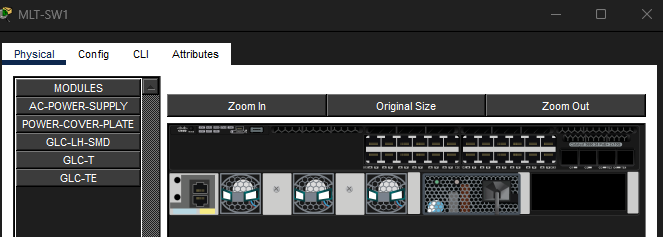 MLT-SW1
Physical Config CLI Attributes
MODULES
AC-POWER-SUPPLY
POWER-COVER-PLATE
GLC-LH-SMD
GLC-T
GLC-TE
Zoom In Original Size Zoom Out